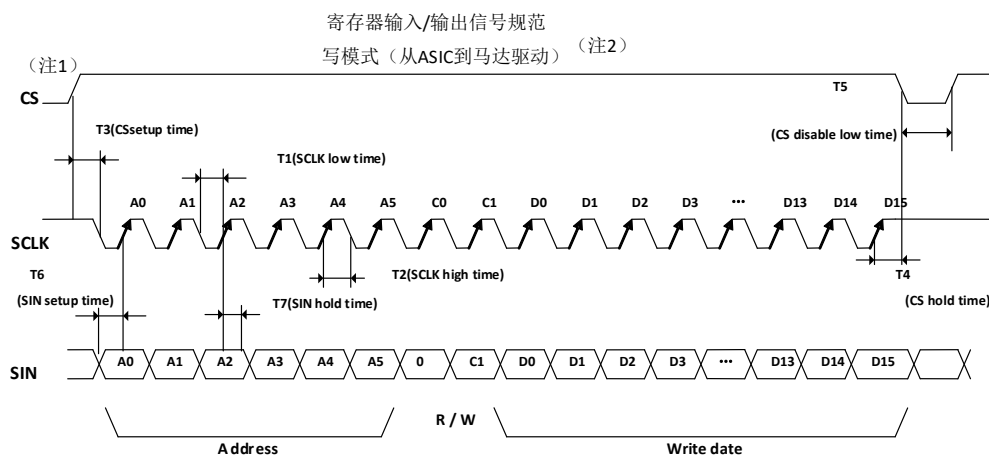 寄存器输入/输出信号规范
写模式（从ASIC到马达驱动）（注2）
（注1）
CS
T5
T3(CSsetup time)
(CS disable low time)
T1(SCLK low time)
A0 A1 A2 A3 A4 A5 C0 C1 D0 D1 D2 D3 ... D13 D14 D15
SCLK
T6
T2(SCLK high time)
T4
(SIN setup time)
T7(SIN hold time)
(CS hold time)
SIN
A0 A1 A2 A3 A4 A5 0 C1 D0 D1 D2 D3 ... D13 D14 D15
R / W
Address
Write date